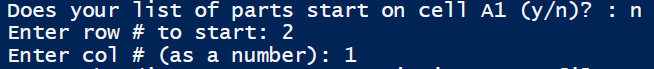 Does your list of parts start on cell A1 (y/n)? : n
Enter row # to start: 2
Enter col # (as a number): 1